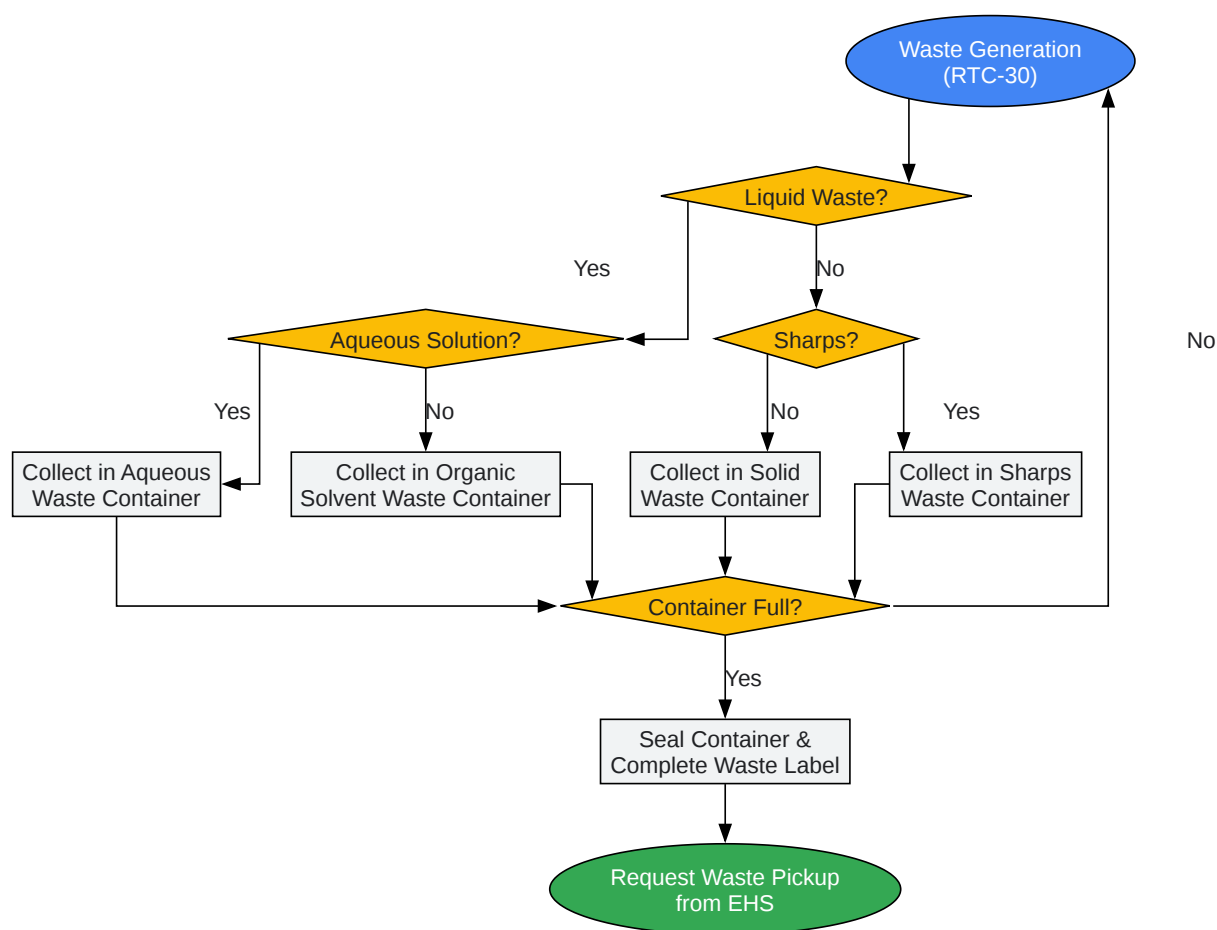 Waste Generation
(RTC-30)
Liquid Waste?
Yes
No
Aqueous Solution?
Sharps?
No
Yes
No
No
Yes
Collect in Aqueous
Waste Container
Collect in Organic
Solvent Waste Container
Collect in Solid
Waste Container
Collect in Sharps
Waste Container
Container Full?
Yes
Seal Container &
Complete Waste Label
Request Waste Pickup
from EHS